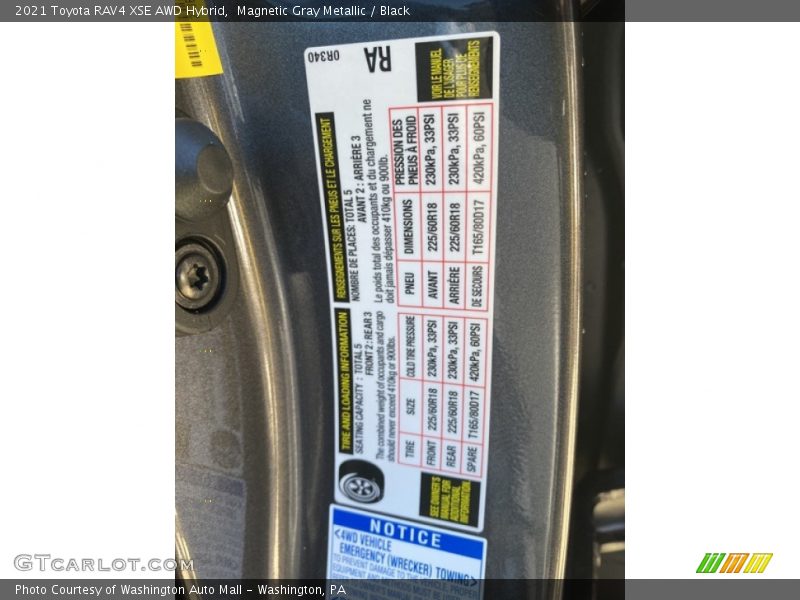 2021 Toyota RAV4 XSE AWD Hybrid,  Magnetic Gray Metallic / Black
0R340
RA
TIRE AND LOADING INFORMATION
RENSEIGNEMENTS SUR LES PNEUS ET LE CHARGEMENT
SEATING CAPACITY : TOTAL 5
FRONT 2 : REAR 3
The combined weight of occupants and cargo
should never exceed 410kg or 900lbs.
NOMBRE DE PLACES: TOTAL 5
AVANT 2 : ARRIÈRE 3
Le poids total des occupants et du chargement ne
doit jamais dépasser 410kg ou 900lb.
TIRE SIZE COLD TIRE PRESSURE
FRONT 225/60R18 230kPa, 33PSI
REAR 225/60R18 230kPa, 33PSI
SPARE T165/80D17 420kPa, 60PSI
PNEU DIMENSIONS PRESSION DES
PNEUS À FROID
AVANT 225/60R18 230kPa, 33PSI
ARRIÈRE 225/60R18 230kPa, 33PSI
DE SECOURS T165/80D17 420kPa, 60PSI
SEE OWNER'S
MANUAL FOR
ADDITIONAL
INFORMATION
VOIR LE MANUEL
DE L'USAGER
POUR PLUS DE
RENSEIGNEMENTS
NOTICE
<4WD VEHICLE
EMERGENCY (WRECKER) TOWING>
TO PREVENT DAMAGE TO THE
GTCARLOT.COM
Photo Courtesy of Washington Auto Mall – Washington, PA